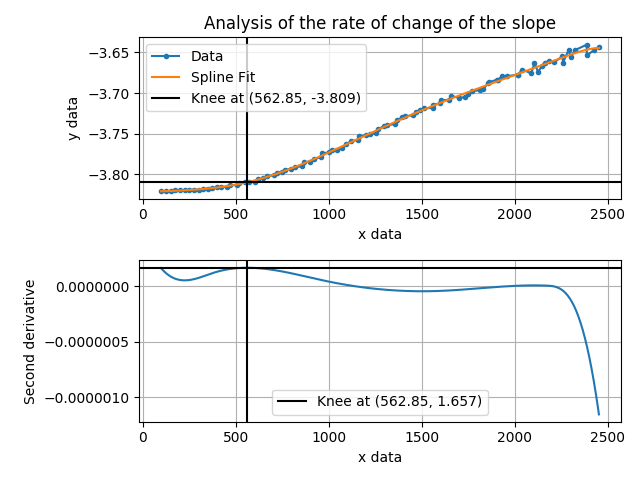 Analysis of the rate of change of the slope
−3.65
−3.70
−3.75
−3.80
y data
Data
Spline Fit
Knee at (562.85, -3.809)
0 500 1000 1500 2000 2500
x data
0.0000000
−0.0000005
−0.0000010
Second derivative
Knee at (562.85, 1.657)
0 500 1000 1500 2000 2500
x data